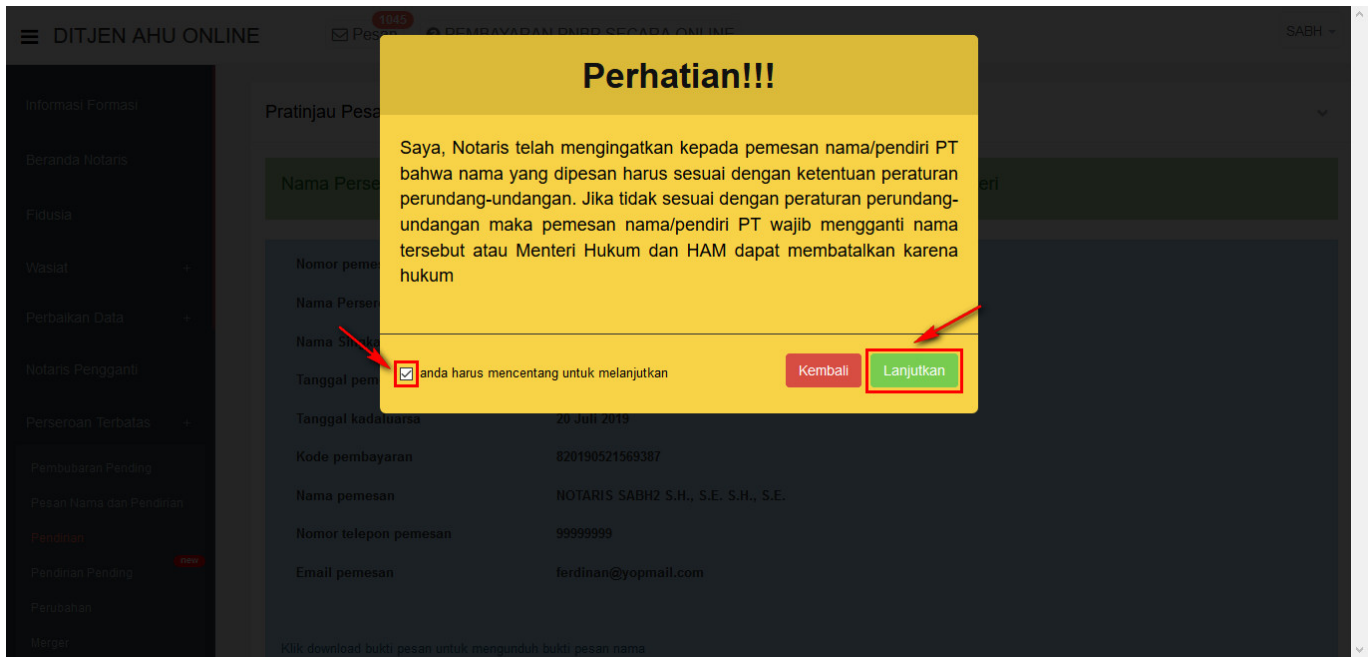 DITJEN AHU ONLINE
Pesan
1045
PEMBAYARAN PNBP SECARA ONLINE
SABH
Informasi Formasi
Beranda Notaris
Fidusia
Wasiat +
Perbaikan Data +
Notaris Pengganti
Perseroan Terbatas +
Pembubaran Pending
Pesan Nama dan Pendirian
Pendirian
Pendirian Pending new
Perubahan
Merger
Pratinjau Pesa
Nama Perse
eri
Perhatian!!!
Saya, Notaris telah mengingatkan kepada pemesan nama/pendiri PT
bahwa nama yang dipesan harus sesuai dengan ketentuan peraturan
perundang-undangan. Jika tidak sesuai dengan peraturan perundang-
undangan maka pemesan nama/pendiri PT wajib mengganti nama
tersebut atau Menteri Hukum dan HAM dapat membatalkan karena
hukum
anda harus mencentang untuk melanjutkan
Kembali
Lanjutkan
Nomor peme
Nama Perser
Nama Singka
Tanggal pem
Tanggal kadaluarsa 20 Juli 2019
Kode pembayaran 820190521569387
Nama pemesan NOTARIS SABH2 S.H., S.E. S.H., S.E.
Nomor telepon pemesan 99999999
Email pemesan ferdinan@yopmail.com
Klik download bukti pesan untuk mengunduh bukti pesan nama